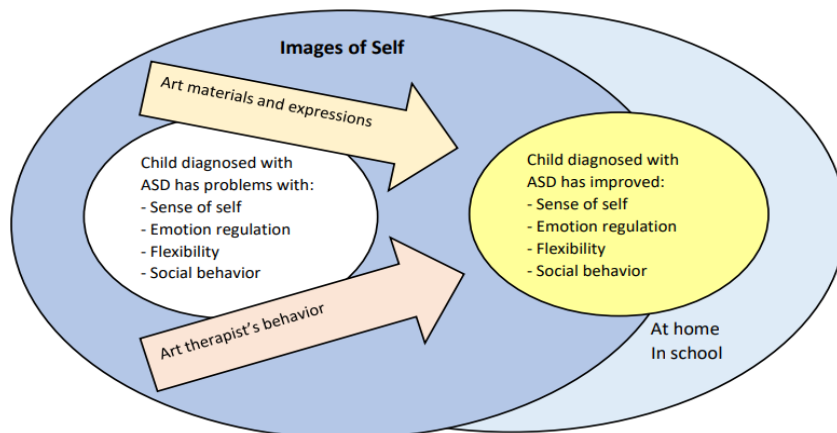 Images of Self
Art materials and expressions
Child diagnosed with
ASD has problems with:
- Sense of self
- Emotion regulation
- Flexibility
- Social behavior
Art therapist's behavior
Child diagnosed with
ASD has improved:
- Sense of self
- Emotion regulation
- Flexibility
- Social behavior
At home
In school